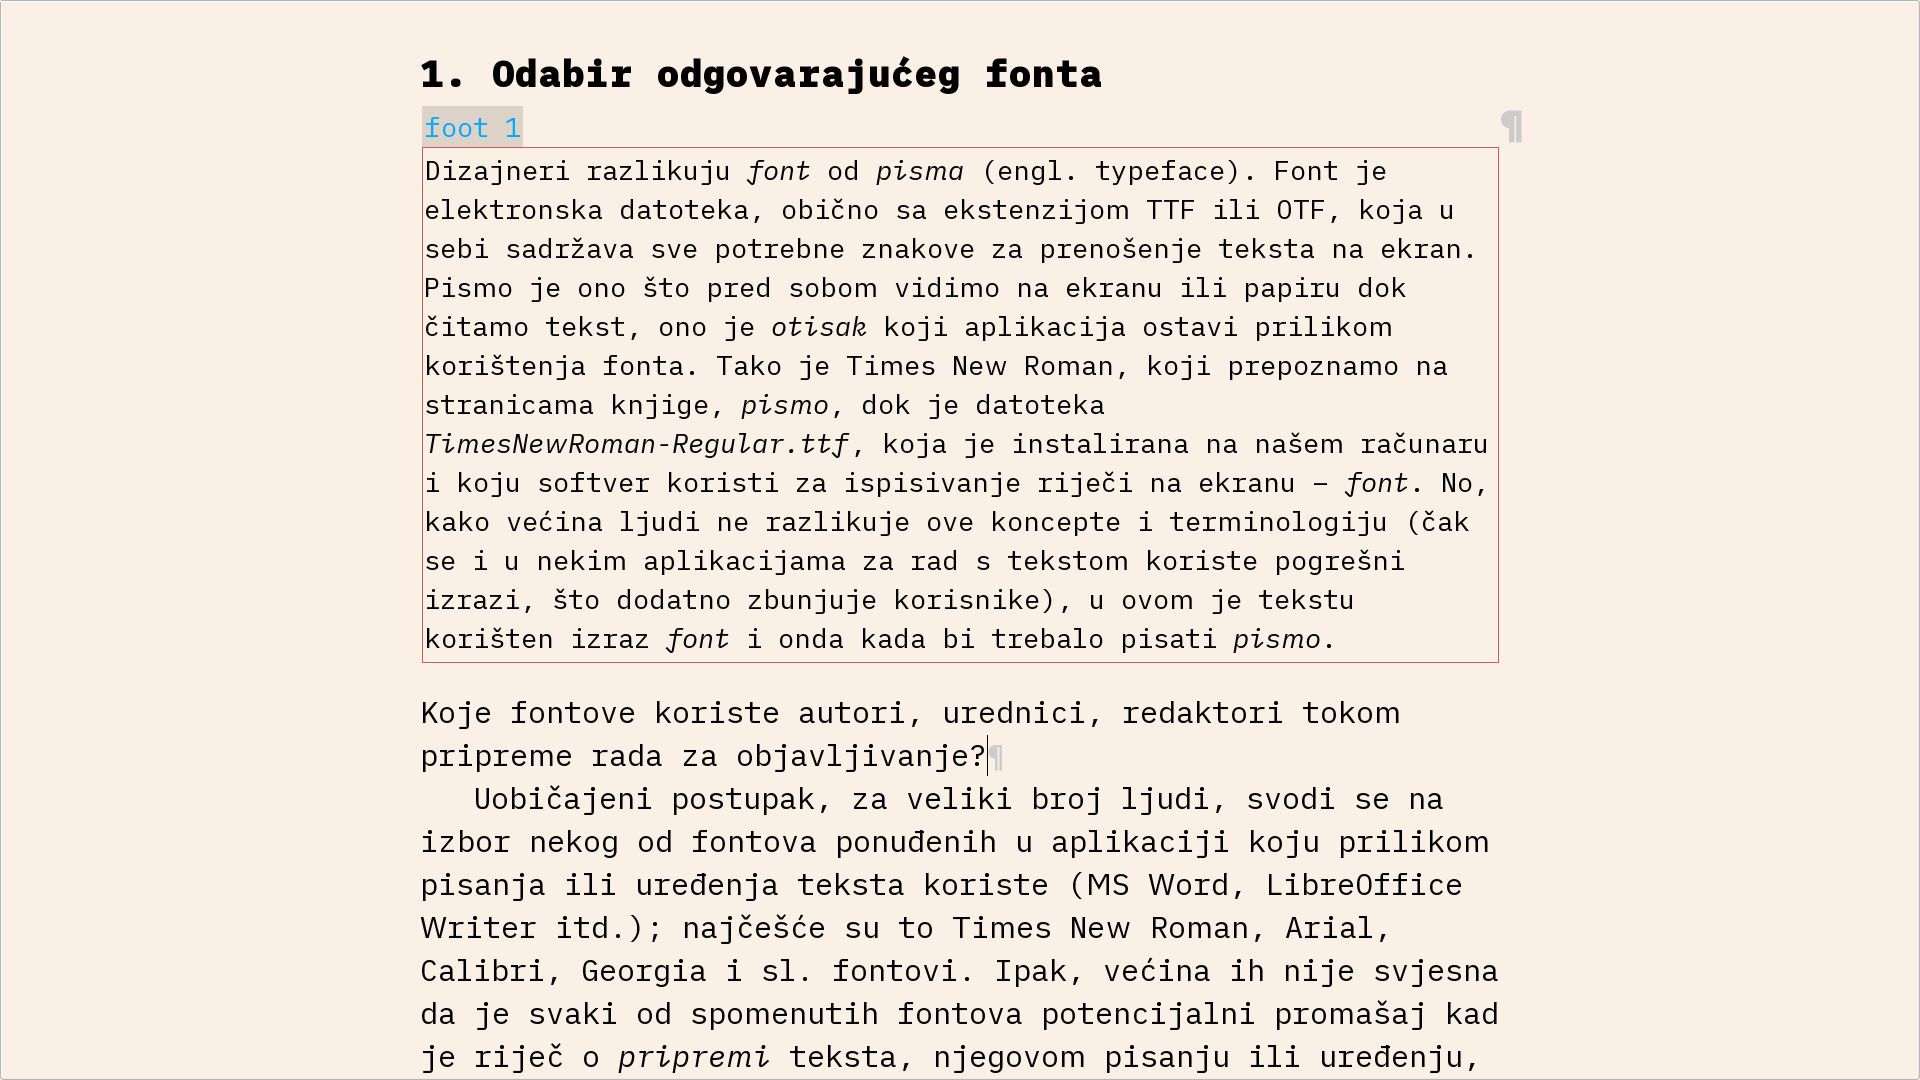 1. Odabir odgovarajućeg fonta
foot 1
¶
Dizajneri razlikuju font od pisma (engl. typeface). Font je
elektronska datoteka, obično sa ekstenzijom TTF ili OTF, koja u
sebi sadržava sve potrebne znakove za prenošenje teksta na ekran.
Pismo je ono što pred sobom vidimo na ekranu ili papiru dok
čitamo tekst, ono je otisak koji aplikacija ostavi prilikom
korištenja fonta. Tako je Times New Roman, koji prepoznamo na
stranicama knjige, pismo, dok je datoteka
TimesNewRoman-Regular.ttf, koja je instalirana na našem računaru
i koju softver koristi za ispisivanje riječi na ekranu – font. No,
kako većina ljudi ne razlikuje ove koncepte i terminologiju (čak
se i u nekim aplikacijama za rad s tekstom koriste pogrešni
izrazi, što dodatno zbunjuje korisnike), u ovom je tekstu
korišten izraz font i onda kada bi trebalo pisati pismo.
Koje fontove koriste autori, urednici, redaktori tokom
pripreme rada za objavljivanje?¶
Uobičajeni postupak, za veliki broj ljudi, svodi se na
izbor nekog od fontova ponuđenih u aplikaciji koju prilikom
pisanja ili uređenja teksta koriste (MS Word, LibreOffice
Writer itd.); najčešće su to Times New Roman, Arial,
Calibri, Georgia i sl. fontovi. Ipak, većina ih nije svjesna
da je svaki od spomenutih fontova potencijalni promašaj kad
je riječ o pripremi teksta, njegovom pisanju ili uređenju,